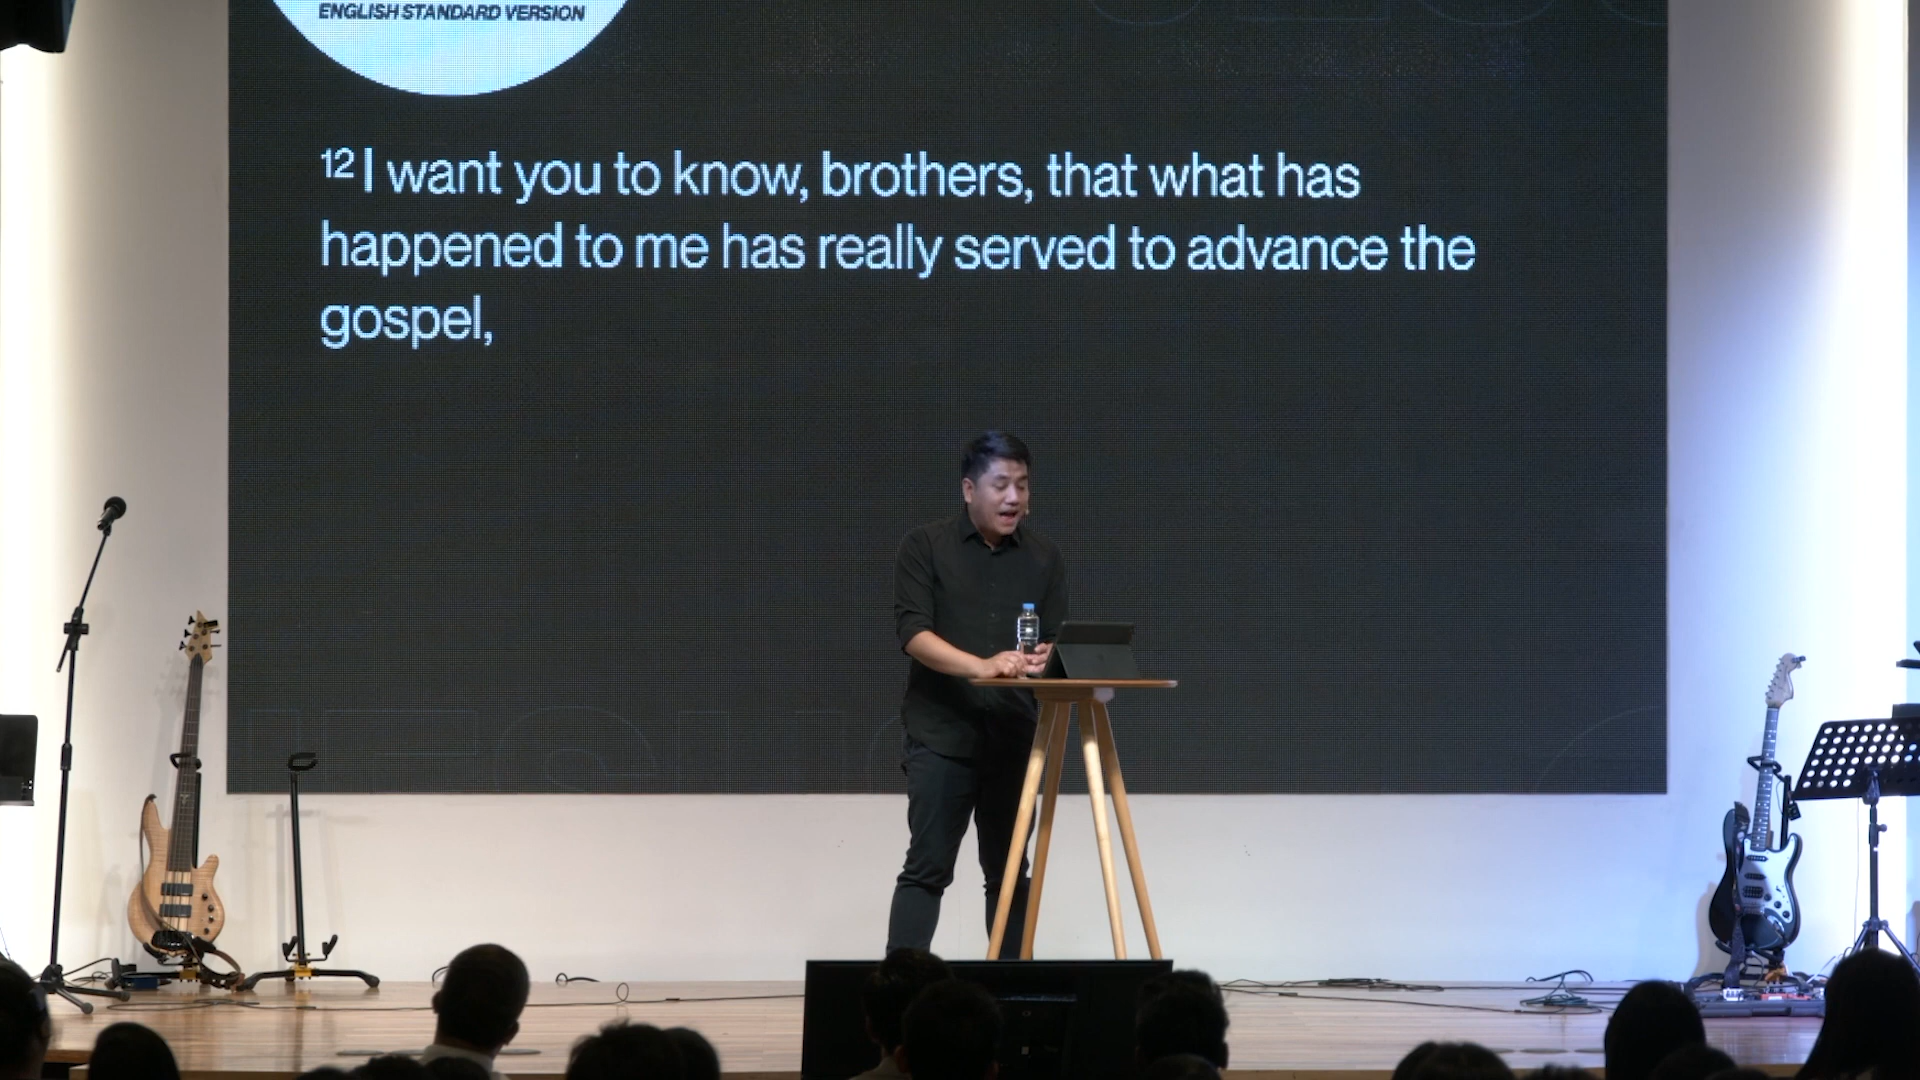 ENGLISH STANDARD VERSION
12 I want you to know, brothers, that what has
happened to me has really served to advance the
gospel,